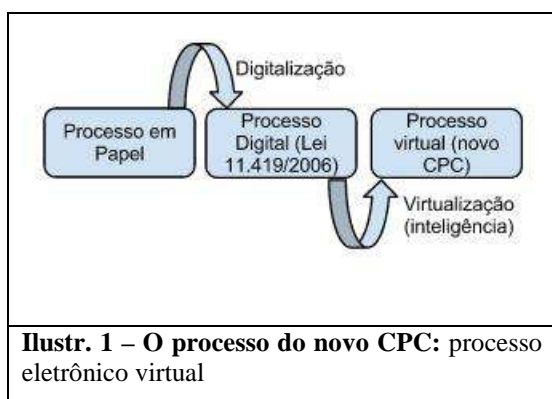 Digitalização
Processo em
Papel
Processo
Digital (Lei
11.419/2006)
Processo
virtual (novo
CPC)
Virtualização
(inteligência)
Ilustr. 1 – O processo do novo CPC: processo
eletrônico virtual